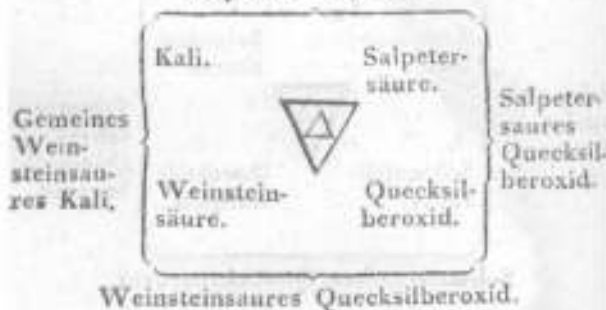 Kali.
Salpeter-
säure.
Gemeines
Wein-
steinsau-
res Kali.
Salpeter-
saures
Quecksil-
beroxid.
Weinstein-
säure.
Quecksil-
beroxid.
Weinsteinsaures Quecksilberoxid.